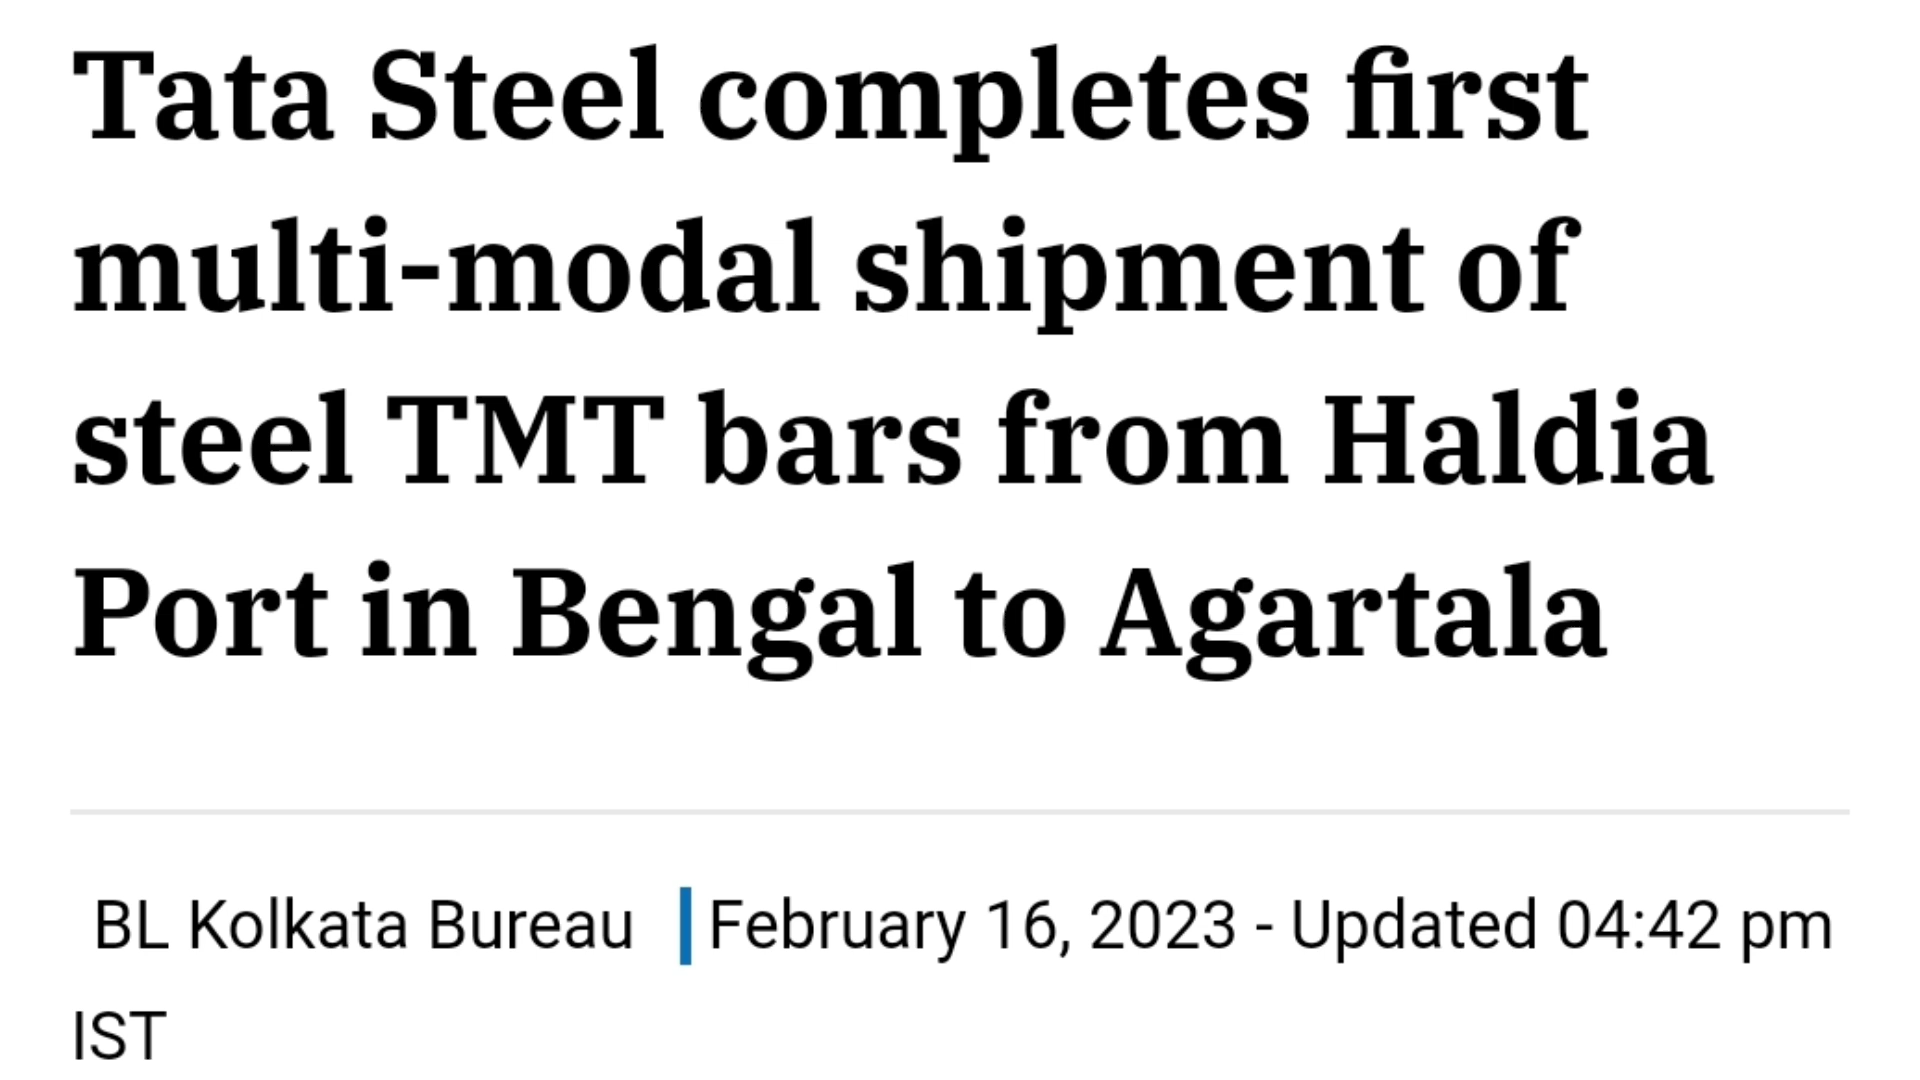 Tata Steel completes first
multi-modal shipment of
steel TMT bars from Haldia
Port in Bengal to Agartala
BL Kolkata Bureau February 16, 2023 - Updated 04:42 pm
IST